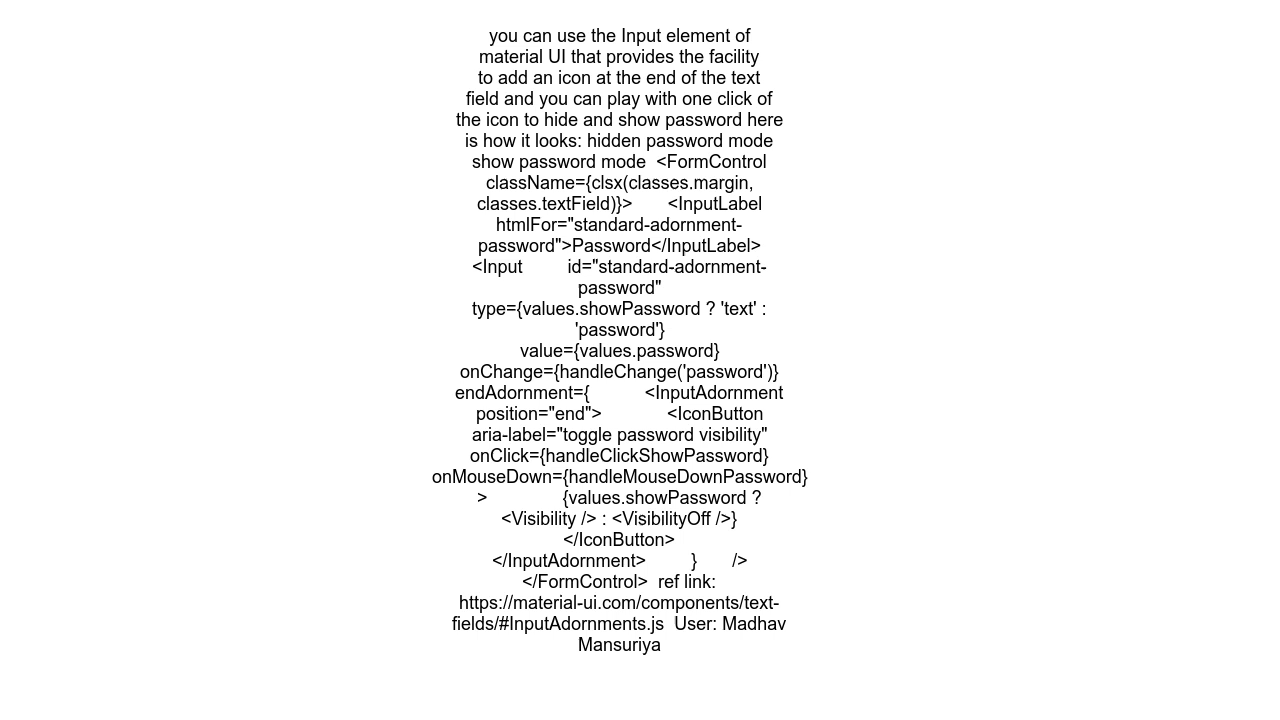 you can use the Input element of
material UI that provides the facility
to add an icon at the end of the text
field and you can play with one click of
the icon to hide and show password here
is how it looks: hidden password mode
show password mode  <FormControl
className={clsx(classes.margin,
classes.textField)}>       <InputLabel
htmlFor="standard-adornment-
password">Password</InputLabel>
<Input         id="standard-adornment-
password"
type={values.showPassword ? 'text' :
'password'}
value={values.password}
onChange={handleChange('password')}
endAdornment={           <InputAdornment
position="end">             <IconButton
aria-label="toggle password visibility"
onClick={handleClickShowPassword}
onMouseDown={handleMouseDownPassword}
>               {values.showPassword ?
<Visibility /> : <VisibilityOff />}
</IconButton>
</InputAdornment>         }       />
</FormControl>  ref link:
https://material-ui.com/components/text-
fields/#InputAdornments.js  User: Madhav
Mansuriya